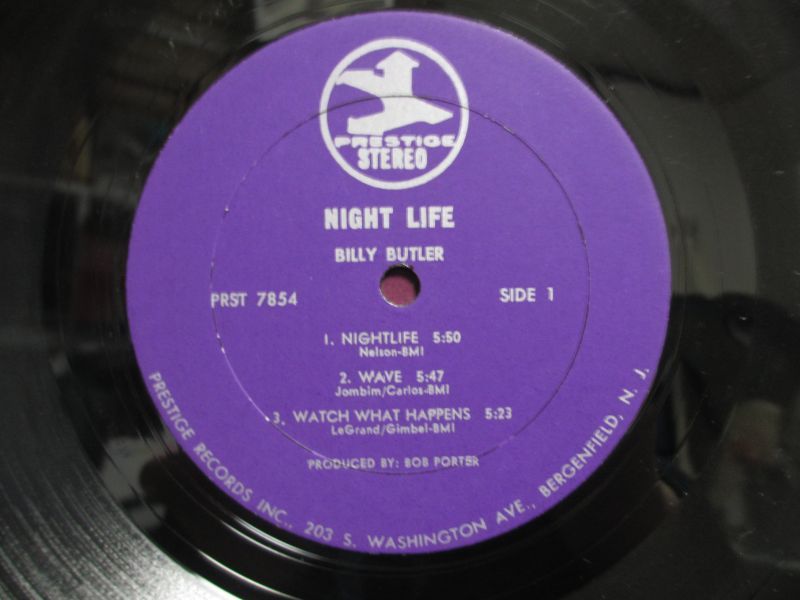 PRESTIGE
STEREO
NIGHT LIFE
BILLY BUTLER
PRST 7854
SIDE 1
1. NIGHTLIFE 5:50
Nelson-BMI
2. WAVE 5:47
Jombim/Carlos-BMI
3. WATCH WHAT HAPPENS 5:23
LeGrand/Gimbel-BMI
PRODUCED BY: BOB PORTER
PRESTIGE RECORDS INC., 203 S. WASHINGTON AVE., BERGENFIELD, N. J.